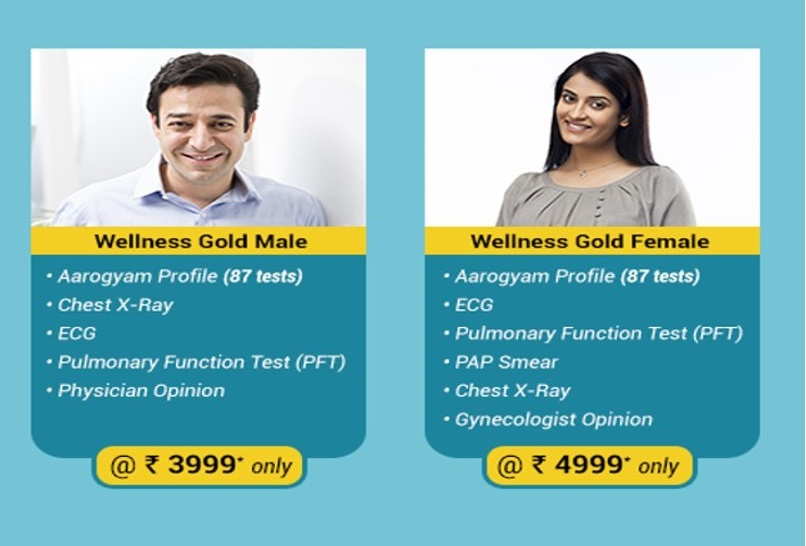 Wellness Gold Male
• Aarogyam Profile (87 tests)
• Chest X-Ray
• ECG
• Pulmonary Function Test (PFT)
• Physician Opinion
@ ₹ 3999* only
Wellness Gold Female
• Aarogyam Profile (87 tests)
• ECG
• Pulmonary Function Test (PFT)
• PAP Smear
• Chest X-Ray
• Gynecologist Opinion
@ ₹ 4999* only